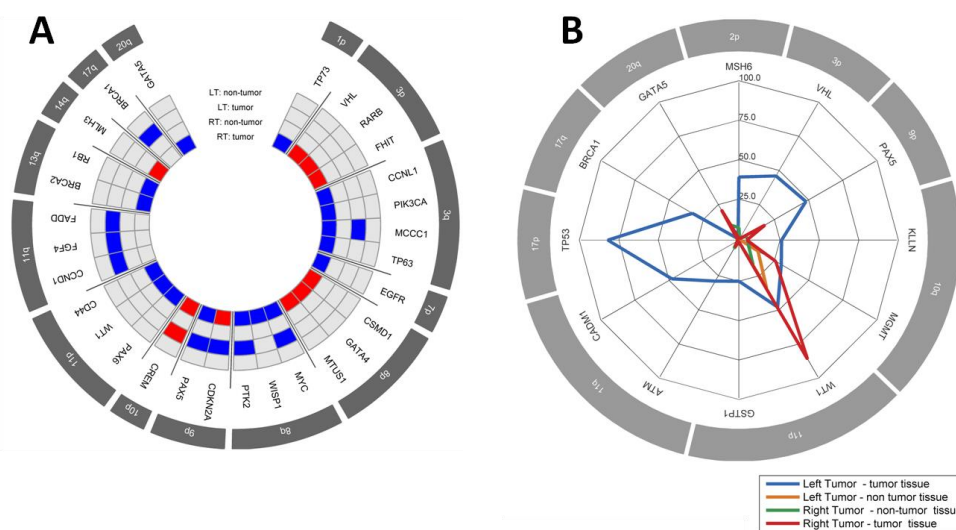 A
1p
3p
3q
7p
8p
8q
9p
10p
11p
11q
13q
14q
17q
20q
TP73
VHL
RARB
FHIT
CCNL1
PIK3CA
MCCC1
TP63
EGFR
CSMD1
GATA4
MTUS1
MYC
WISP1
PTK2
CDKN2A
PAX5
CREM
PAX6
WT1
CD44
CCND1
FGF4
FADD
BRCA2
RB1
MLH3
BRCA1
GATA5
LT: non-tumor
LT: tumor
RT: non-tumor
RT: tumor
B
2p
3p
9p
10q
11p
11q
17p
17q
20q
MSH6
VHL
PAX5
KLLN
MGMT
WT1
GSTP1
ATM
CADM1
TP53
BRCA1
GATA5
100.0
75.0
50.0
25.0
Left Tumor - tumor tissue
Left Tumor - non tumor tissue
Right Tumor - non-tumor tissu
Right Tumor - tumor tissue